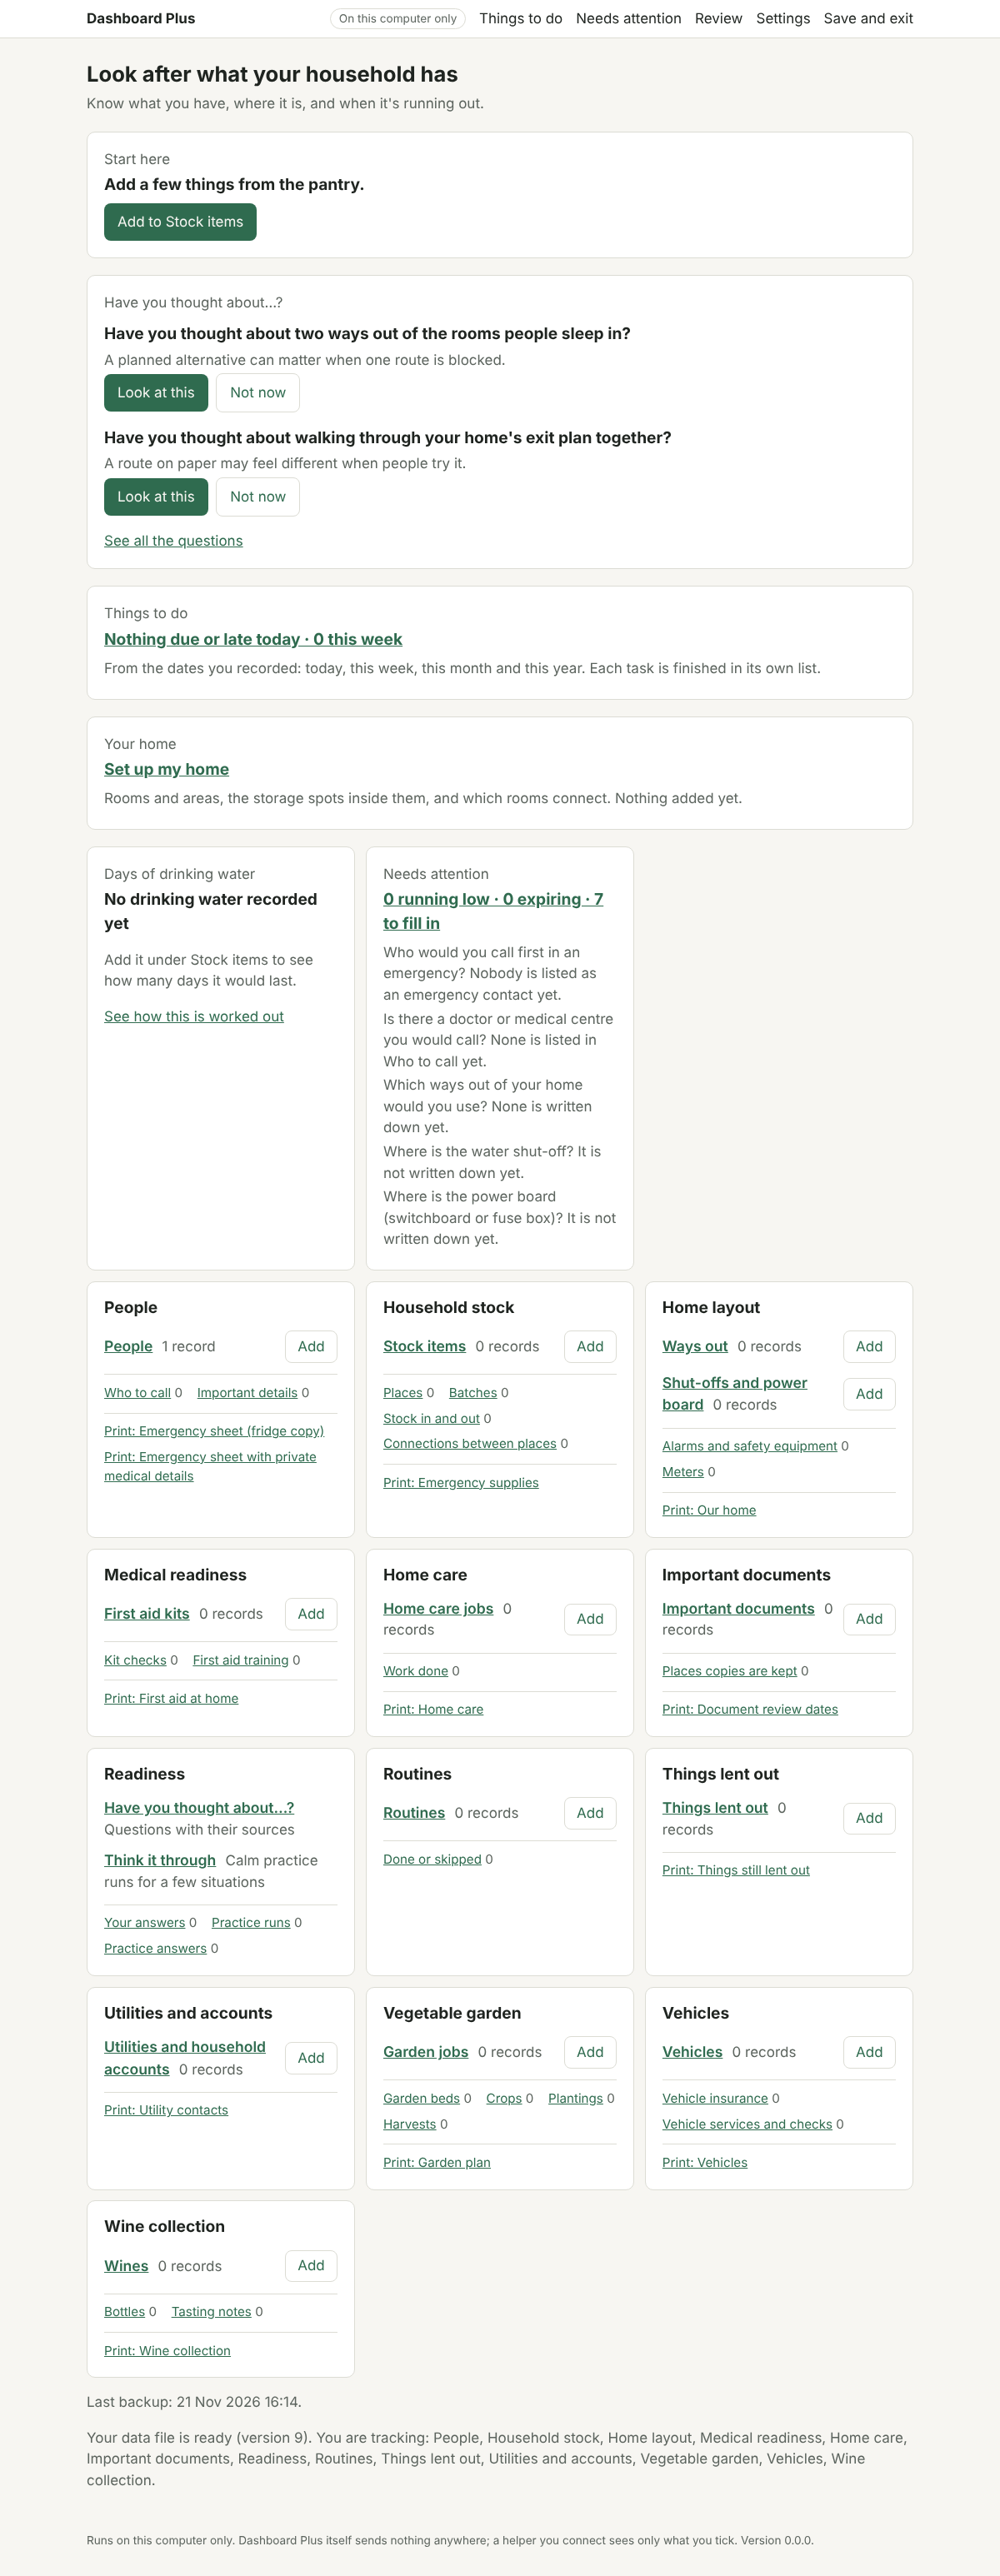 Dashboard Plus
On this computer only
Things to do
Needs attention
Review
Settings
Save and exit
Look after what your household has
Know what you have, where it is, and when it's running out.
Start here
Add a few things from the pantry.
Add to Stock items
Have you thought about...?
Have you thought about two ways out of the rooms people sleep in?
A planned alternative can matter when one route is blocked.
Look at this
Not now
Have you thought about walking through your home's exit plan together?
A route on paper may feel different when people try it.
Look at this
Not now
See all the questions
Things to do
Nothing due or late today · 0 this week
From the dates you recorded: today, this week, this month and this year. Each task is finished in its own list.
Your home
Set up my home
Rooms and areas, the storage spots inside them, and which rooms connect. Nothing added yet.
Days of drinking water
No drinking water recorded
yet
Add it under Stock items to see
how many days it would last.
See how this is worked out
Needs attention
0 running low · 0 expiring · 7
to fill in
Who would you call first in an
emergency? Nobody is listed as
an emergency contact yet.
Is there a doctor or medical centre
you would call? None is listed in
Who to call yet.
Which ways out of your home
would you use? None is written
down yet.
Where is the water shut-off? It is
not written down yet.
Where is the power board
(switchboard or fuse box)? It is not
written down yet.
People
People 1 record
Add
Who to call 0 Important details 0
Print: Emergency sheet (fridge copy)
Print: Emergency sheet with private
medical details
Household stock
Stock items 0 records
Add
Places 0 Batches 0
Stock in and out 0
Connections between places 0
Print: Emergency supplies
Home layout
Ways out 0 records
Add
Shut-offs and power
board 0 records
Add
Alarms and safety equipment 0
Meters 0
Print: Our home
Medical readiness
First aid kits 0 records
Add
Kit checks 0 First aid training 0
Print: First aid at home
Home care
Home care jobs 0
records
Add
Work done 0
Print: Home care
Important documents
Important documents 0
records
Add
Places copies are kept 0
Print: Document review dates
Readiness
Have you thought about...?
Questions with their sources
Think it through Calm practice
runs for a few situations
Your answers 0 Practice runs 0
Practice answers 0
Routines
Routines 0 records
Add
Done or skipped 0
Things lent out
Things lent out 0
records
Add
Print: Things still lent out
Utilities and accounts
Utilities and household
accounts 0 records
Add
Print: Utility contacts
Vegetable garden
Garden jobs 0 records
Add
Garden beds 0 Crops 0 Plantings 0
Harvests 0
Print: Garden plan
Vehicles
Vehicles 0 records
Add
Vehicle insurance 0
Vehicle services and checks 0
Print: Vehicles
Wine collection
Wines 0 records
Add
Bottles 0 Tasting notes 0
Print: Wine collection
Last backup: 21 Nov 2026 16:14.
Your data file is ready (version 9). You are tracking: People, Household stock, Home layout, Medical readiness, Home care,
Important documents, Readiness, Routines, Things lent out, Utilities and accounts, Vegetable garden, Vehicles, Wine
collection.
Runs on this computer only. Dashboard Plus itself sends nothing anywhere; a helper you connect sees only what you tick. Version 0.0.0.